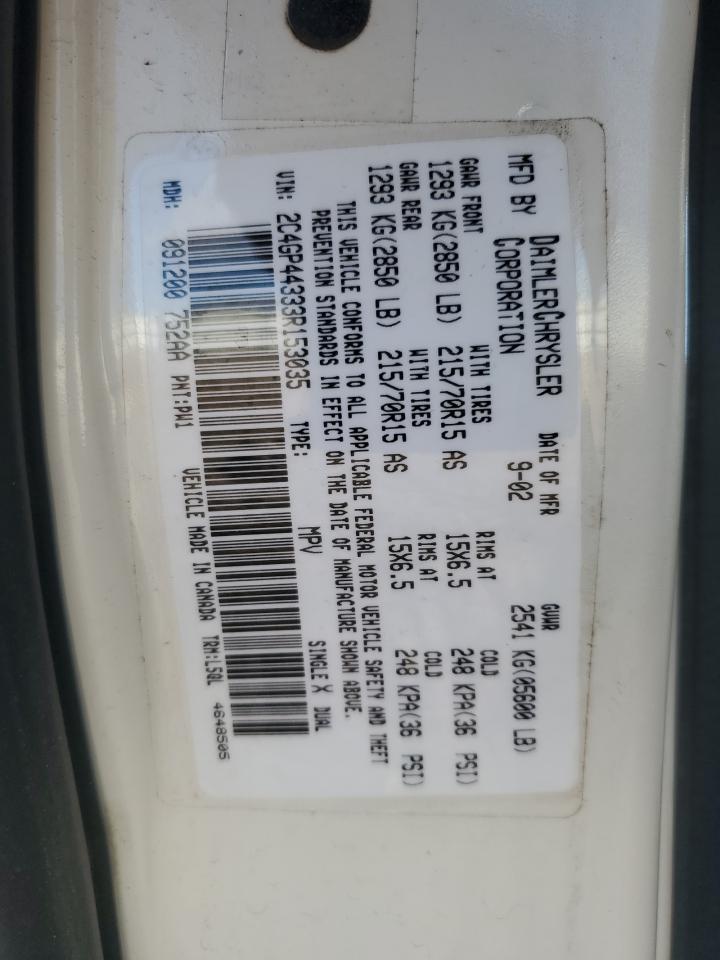 MFD BY DAIMLERCHRYSLER CORPORATION DATE OF MFR 9-02 GVWR 2541 KG(05600 LB)
GAWR FRONT WITH TIRES RIMS AT COLD
1293 KG(2850 LB) 215/70R15 AS 15X6.5 248 KPA(36 PSI)
GAWR REAR WITH TIRES RIMS AT COLD
1293 KG(2850 LB) 215/70R15 AS 15X6.5 248 KPA(36 PSI)
THIS VEHICLE CONFORMS TO ALL APPLICABLE FEDERAL MOTOR VEHICLE SAFETY AND THEFT
PREVENTION STANDARDS IN EFFECT ON THE DATE OF MANUFACTURE SHOWN ABOVE.
VIN: 2C4GP44333R153035 TYPE: MPV SINGLE X DUAL
MDH: 091200 752AA PNT:PW1 VEHICLE MADE IN CANADA TRM:L5QL 4648505